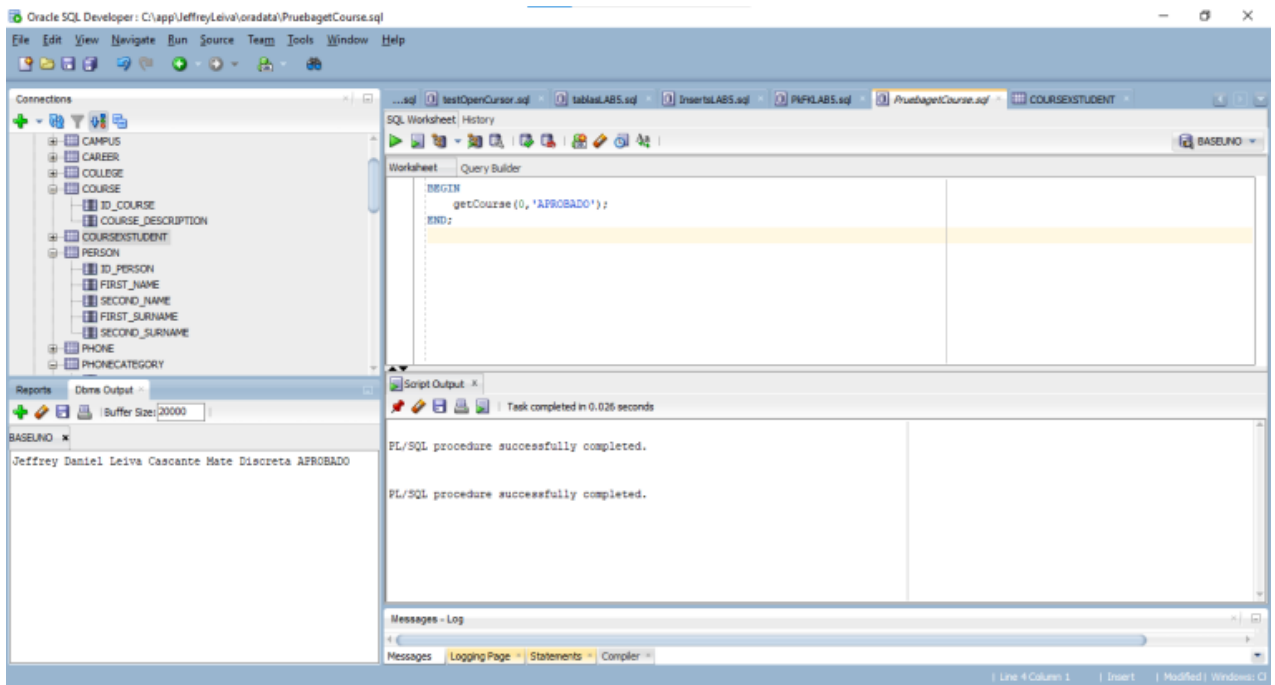 Oracle SQL Developer : C:\app\JeffreyLeiva\oradata\PruebagetCourse.sql
File Edit View Navigate Run Source Team Tools Window Help
Connections
CAMPUS
CAREER
COLLEGE
COURSE
ID_COURSE
COURSE_DESCRIPTION
COURSEXSTUDENT
PERSON
ID_PERSON
FIRST_NAME
SECOND_NAME
FIRST_SURNAME
SECOND_SURNAME
PHONE
PHONECATEGORY
Reports Dbms Output
Buffer Size: 20000
BASEUNO
Jeffrey Daniel Leiva Cascante Mate Discreta APROBADO
...sql testOpenCursor.sql tablasLAB5.sql InsertsLAB5.sql PkFKLAB5.sql PruebagetCourse.sql COURSEXSTUDENT
SQL Worksheet History
BASEUNO
Worksheet Query Builder
BEGIN
getCourse(0,'APROBADO');
END;
Script Output
Task completed in 0.026 seconds
PL/SQL procedure successfully completed.
PL/SQL procedure successfully completed.
Messages - Log
Messages Logging Page Statements Compiler
Line 4 Column 1 Insert Modified Windows: Cl